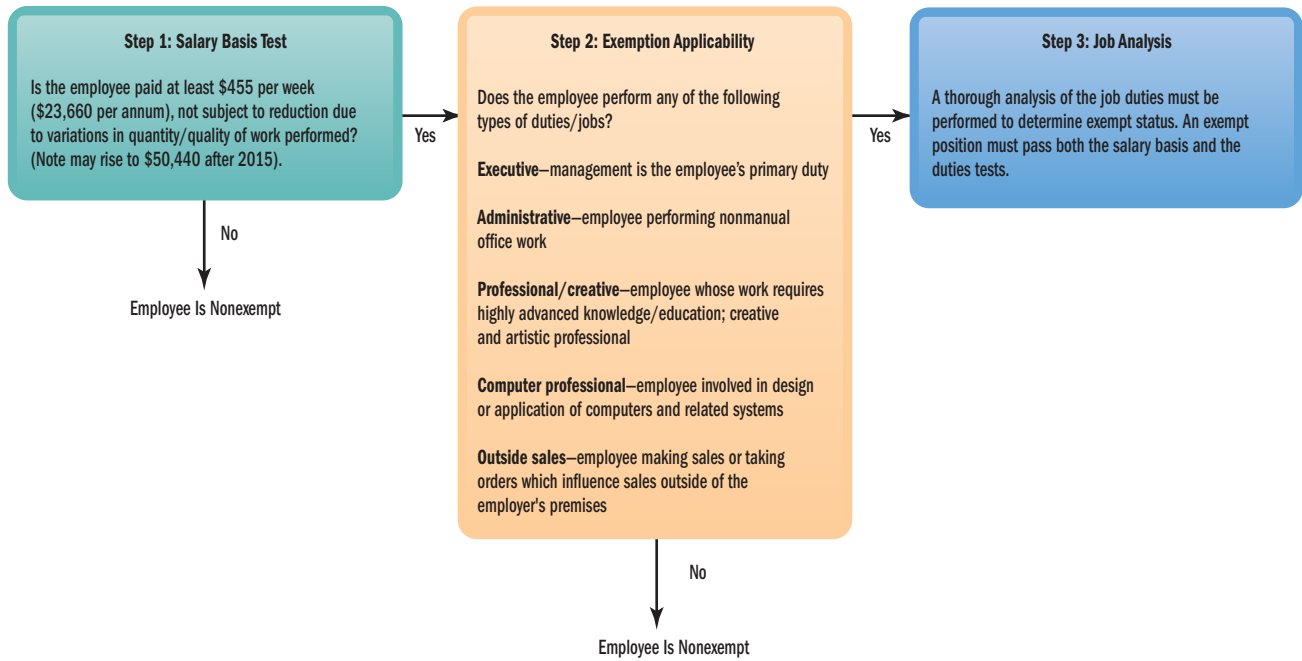 Step 1: Salary Basis Test
Is the employee paid at least $455 per week
($23,660 per annum), not subject to reduction due
to variations in quantity/quality of work performed?
(Note may rise to $50,440 after 2015).
Yes
No
Employee Is Nonexempt
Step 2: Exemption Applicability
Does the employee perform any of the following
types of duties/jobs?
Executive—management is the employee’s primary duty
Administrative—employee performing nonmanual
office work
Professional/creative—employee whose work requires
highly advanced knowledge/education; creative
and artistic professional
Computer professional—employee involved in design
or application of computers and related systems
Outside sales—employee making sales or taking
orders which influence sales outside of the
employer's premises
Yes
No
Employee Is Nonexempt
Step 3: Job Analysis
A thorough analysis of the job duties must be
performed to determine exempt status. An exempt
position must pass both the salary basis and the
duties tests.